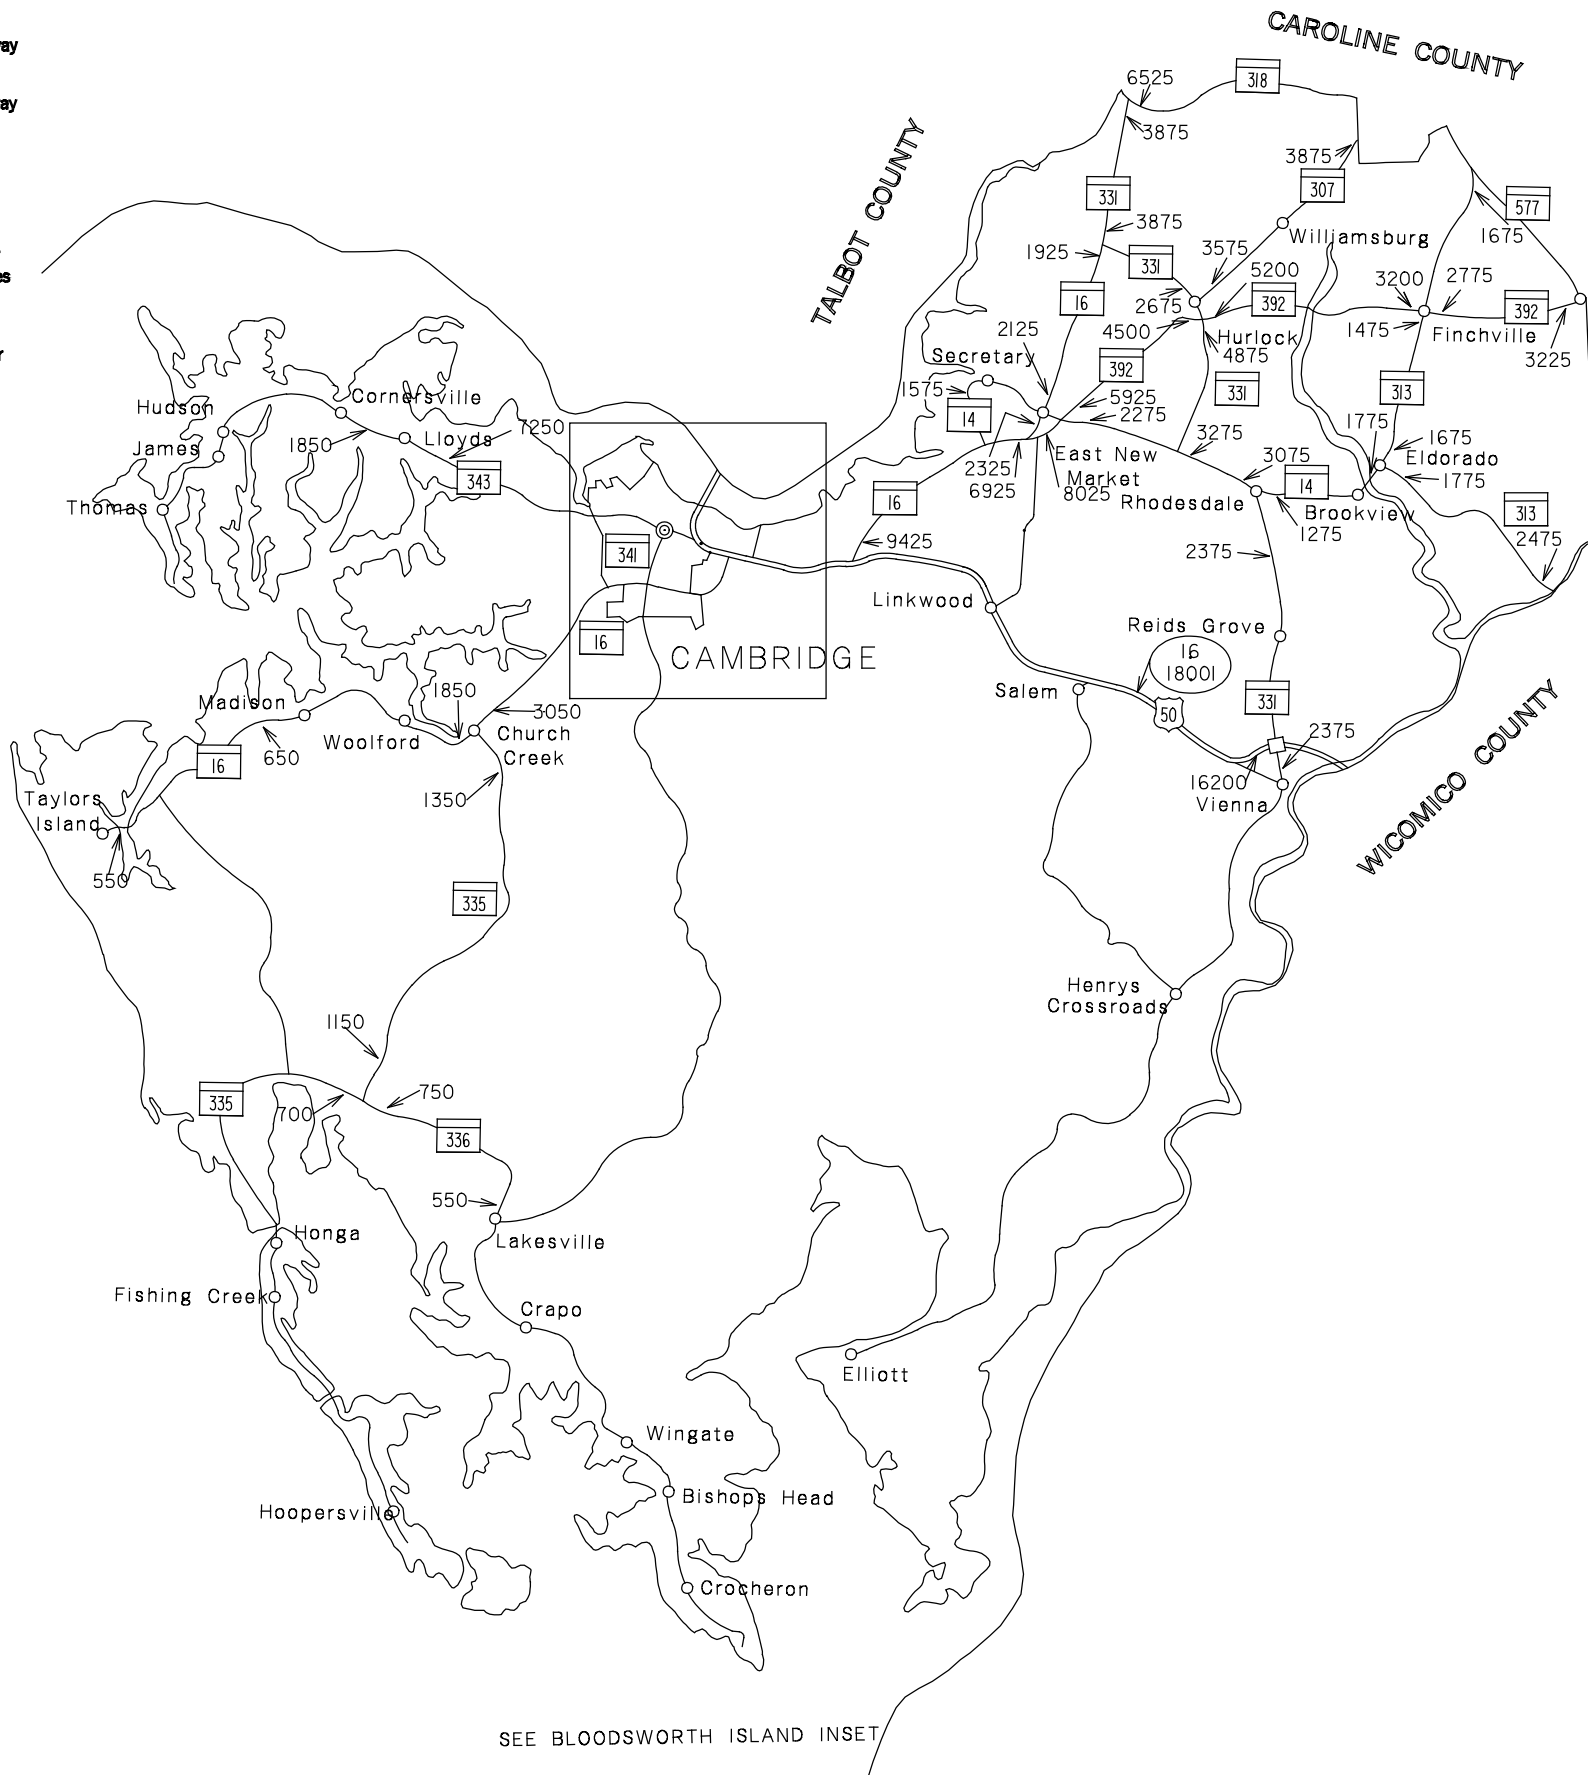 CAROLINE COUNTY
ay
ay
es
r
6525
318
3875
3875
TALBOT COUNTY
307
331
577
3875
Williamsburg
1675
1925
331
3575
5200
3200
2775
16
2675
392
392
4500
Hurlock
1475
Finchville
2125
4875
3225
Secretary
392
1575
331
313
Cornersville
5925
14
2275
Hudson
1775
7250
1850
Lloyds
3275
1675
James
East New
Market
Eldorado
2325
3075
343
6925
8025
14
1775
16
Rhodesdale
Thomas
Brookview
313
1275
9425
2475
341
2375
Linkwood
Reids Grove
16
16
18001
CAMBRIDGE
Salem
1850
331
Madison
3050
50
2375
Woolford
Church
Creek
650
16
WICOMICO COUNTY
16200
1350
Vienna
Taylors
Island
550
335
Henrys
Crossroads
1150
750
335
700
336
550
Honga
Lakesville
Fishing Creek
Crapo
Elliott
Wingate
Bishops Head
Hoopersville
Crocheron
SEE BLOODSWORTH ISLAND INSET